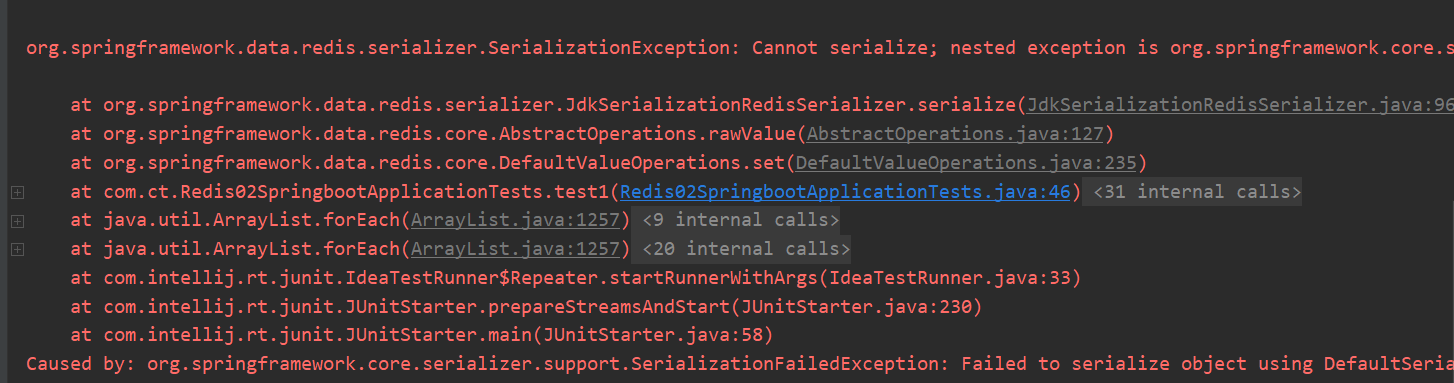 org.springframework.data.redis.serializer.SerializationException: Cannot serialize; nested exception is org.springframework.core.s
at org.springframework.data.redis.serializer.JdkSerializationRedisSerializer.serialize(JdkSerializationRedisSerializer.java:96
at org.springframework.data.redis.core.AbstractOperations.rawValue(AbstractOperations.java:127)
at org.springframework.data.redis.core.DefaultValueOperations.set(DefaultValueOperations.java:235)
at com.ct.Redis02SpringbootApplicationTests.test1(Redis02SpringbootApplicationTests.java:46) <31 internal calls>
at java.util.ArrayList.forEach(ArrayList.java:1257) <9 internal calls>
at java.util.ArrayList.forEach(ArrayList.java:1257) <20 internal calls>
at com.intellij.rt.junit.IdeaTestRunner$Repeater.startRunnerWithArgs(IdeaTestRunner.java:33)
at com.intellij.rt.junit.JUnitStarter.prepareStreamsAndStart(JUnitStarter.java:230)
at com.intellij.rt.junit.JUnitStarter.main(JUnitStarter.java:58)
Caused by: org.springframework.core.serializer.support.SerializationFailedException: Failed to serialize object using DefaultSeria